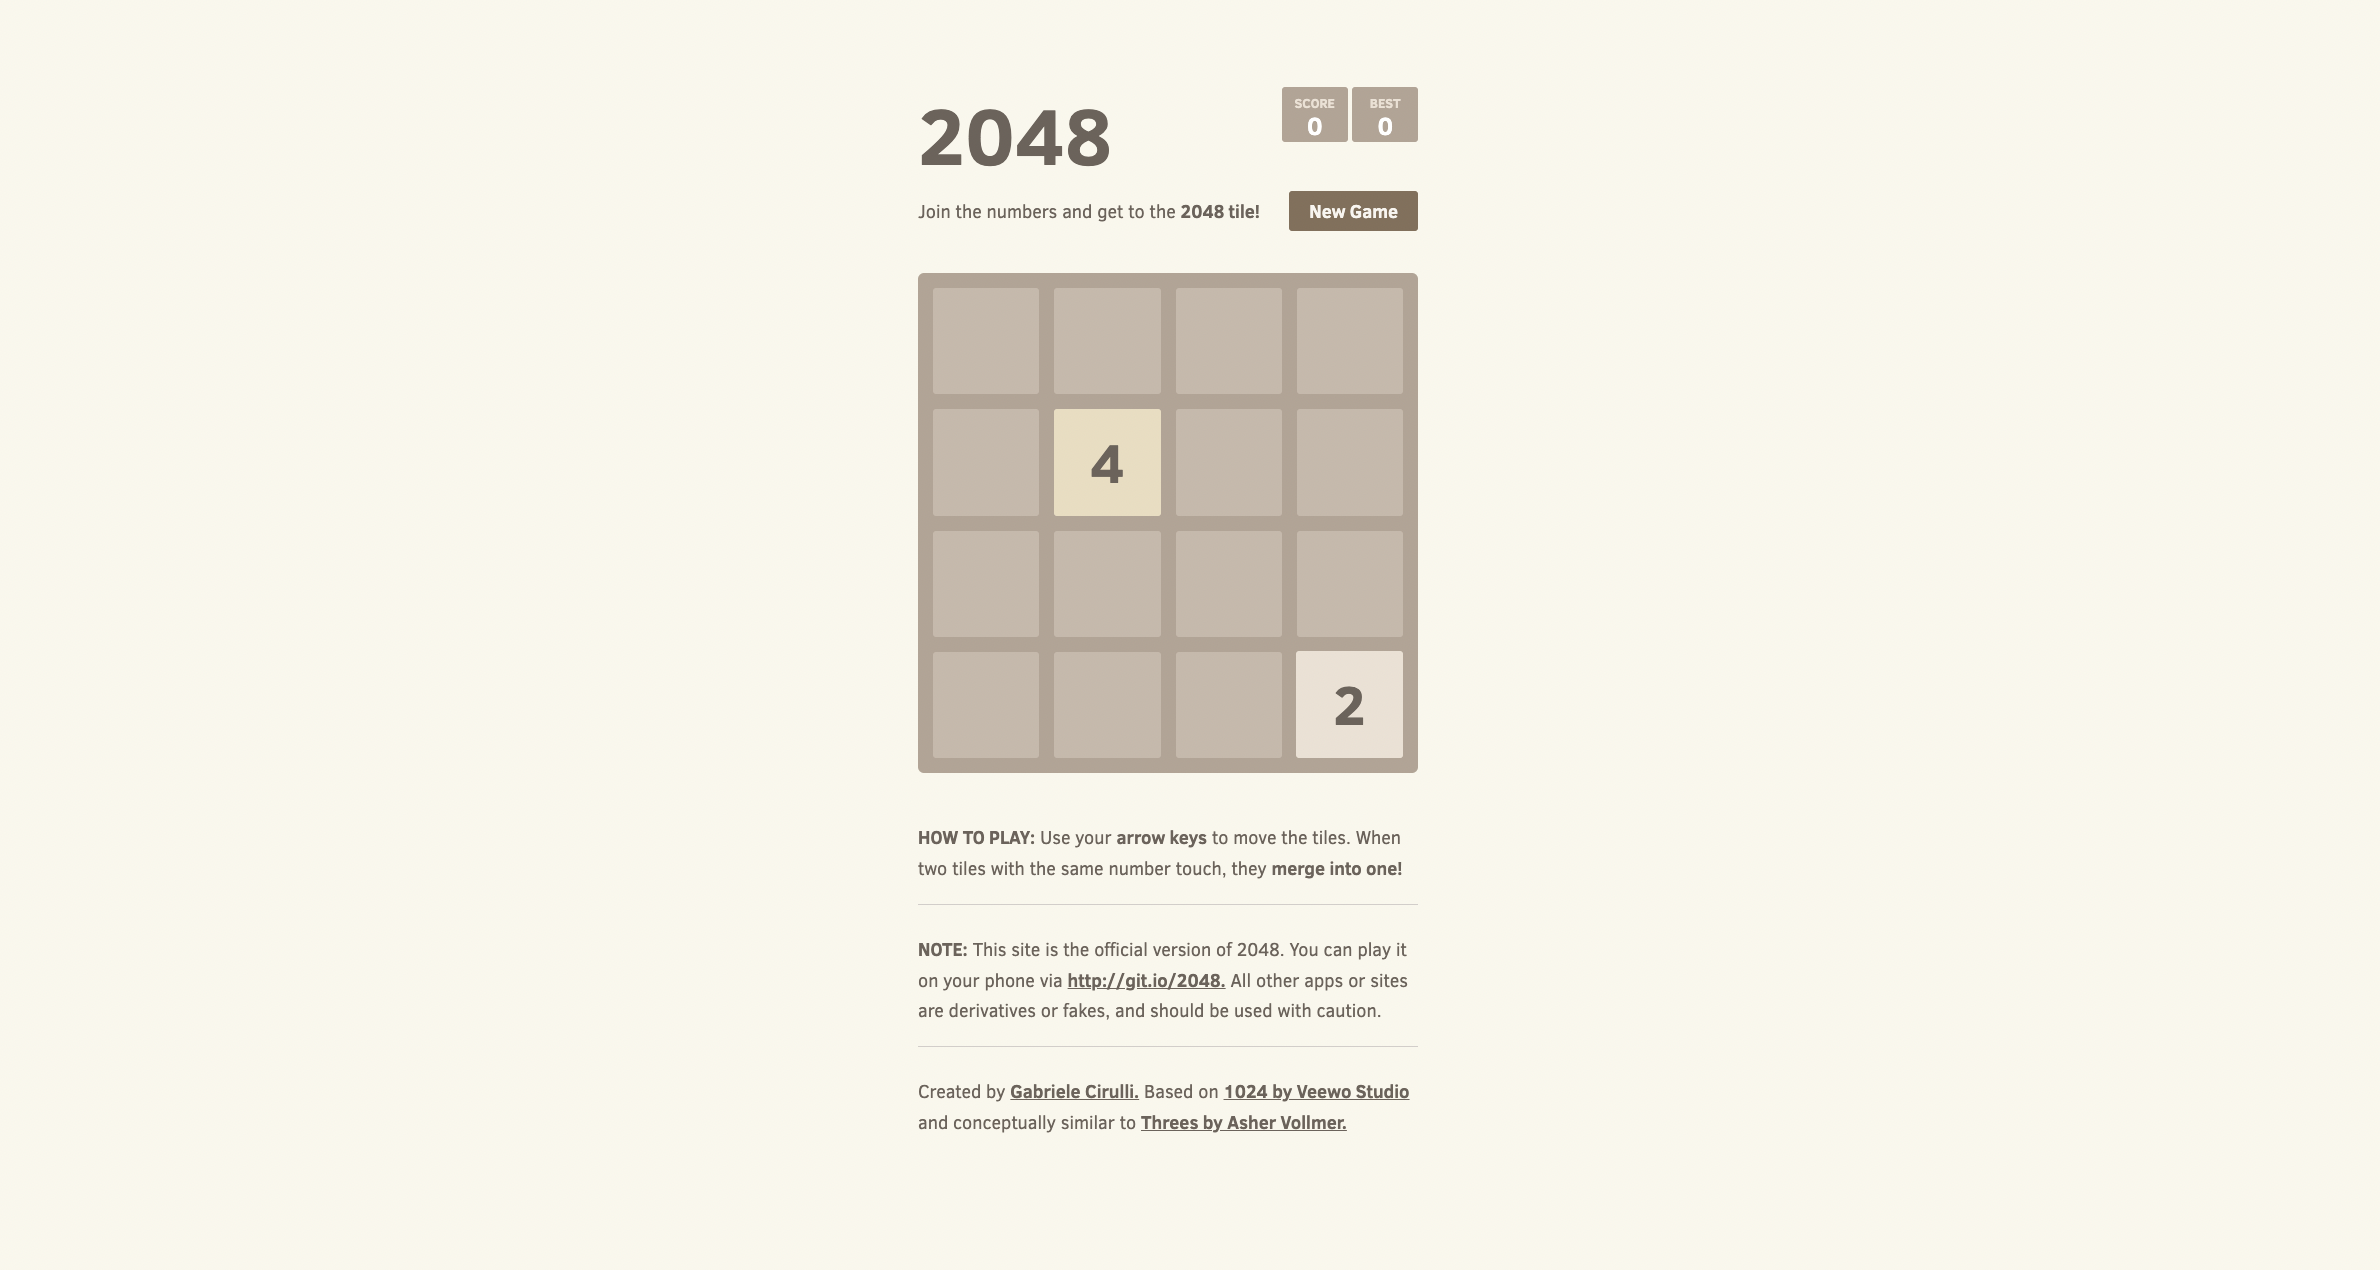 2048
SCORE
0
BEST
0
Join the numbers and get to the 2048 tile!
New Game
4
2
HOW TO PLAY: Use your arrow keys to move the tiles. When
two tiles with the same number touch, they merge into one!
NOTE: This site is the official version of 2048. You can play it
on your phone via http://git.io/2048. All other apps or sites
are derivatives or fakes, and should be used with caution.
Created by Gabriele Cirulli. Based on 1024 by Veewo Studio
and conceptually similar to Threes by Asher Vollmer.